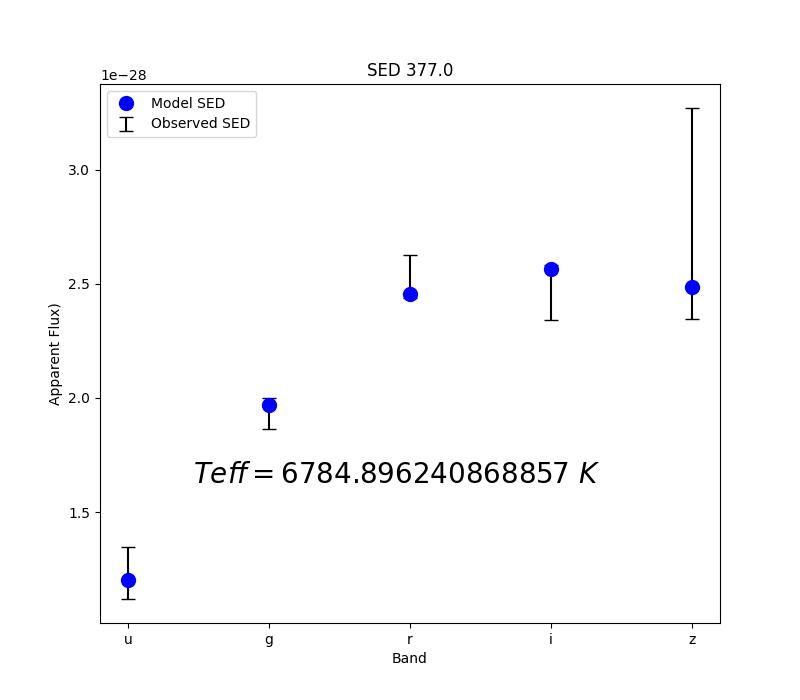 SED 377.0
1e−28
Model SED
Observed SED
3.0
2.5
2.0
1.5
Apparent Flux)
Teff = 6784.896240868857 K
u g r i z
Band